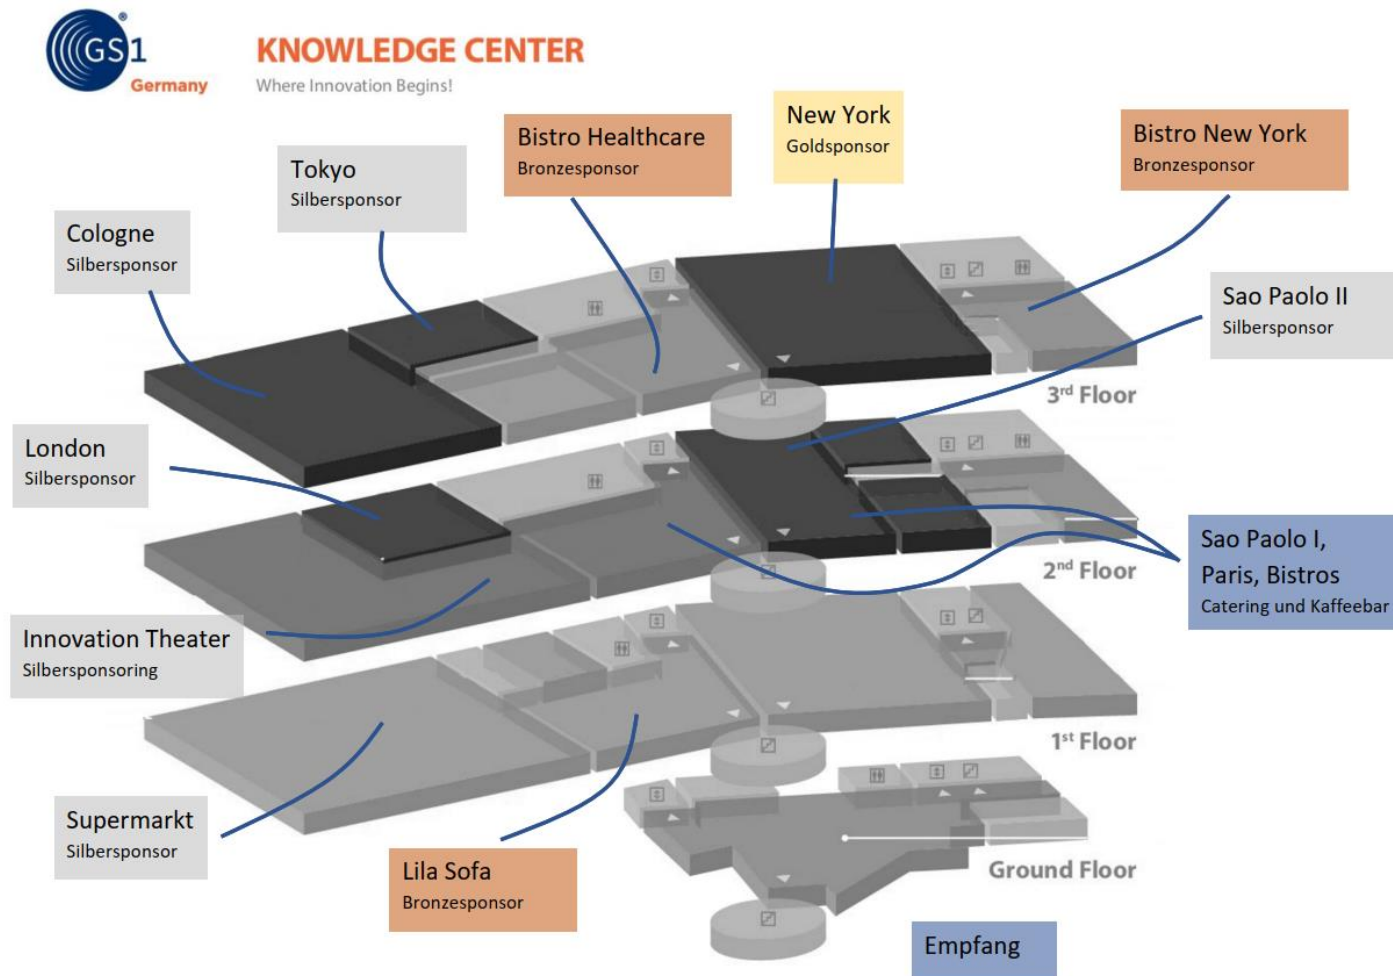 GS1
®
Germany
KNOWLEDGE CENTER
Where Innovation Begins!
New York
Goldsponsor
Bistro Healthcare
Bronzesponsor
Bistro New York
Bronzesponsor
Tokyo
Silbersponsor
Cologne
Silbersponsor
Sao Paolo II
Silbersponsor
3rd Floor
London
Silbersponsor
Sao Paolo I,
Paris, Bistros
Catering und Kaffeebar
2nd Floor
Innovation Theater
Silbersponsoring
1st Floor
Supermarkt
Silbersponsor
Lila Sofa
Bronzesponsor
Ground Floor
Empfang